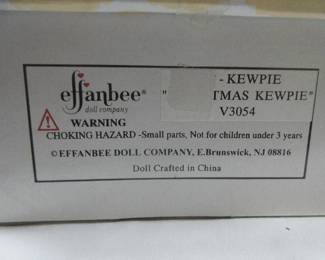 effanbee®
doll company
- KEWPIE
" TMAS KEWPIE"
V3054
WARNING
CHOKING HAZARD -Small parts, Not for children under 3 years
©EFFANBEE DOLL COMPANY, E.Brunswick, NJ 08816
Doll Crafted in China